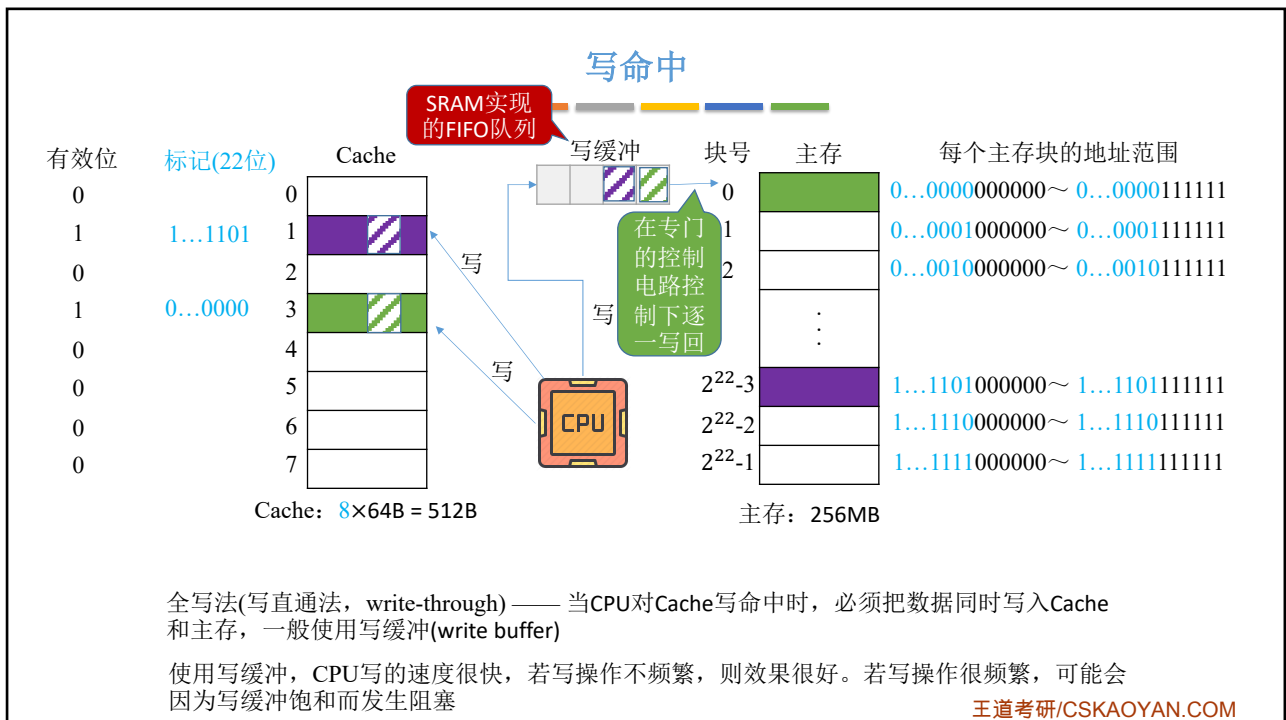 写命中
SRAM实现
的FIFO队列
有效位 标记(22位) Cache 写缓冲 块号 主存 每个主存块的地址范围
0 0 0 0…0000000000～ 0…0000111111
1 1…1101 1 1 0…0001000000～ 0…0001111111
0 2 2 0…0010000000～ 0…0010111111
1 0…0000 3
0 4
0 5 2²²-3 1…1101000000～ 1…1101111111
0 6 2²²-2 1…1110000000～ 1…1110111111
0 7 2²²-1 1…1111000000～ 1…1111111111
在专门
的控制
电路控
制下逐
一写回
写
写
写
CPU
⋮
Cache：8×64B = 512B
主存：256MB
全写法(写直通法，write-through) —— 当CPU对Cache写命中时，必须把数据同时写入Cache
和主存，一般使用写缓冲(write buffer)
使用写缓冲，CPU写的速度很快，若写操作不频繁，则效果很好。若写操作很频繁，可能会
因为写缓冲饱和而发生阻塞
王道考研/CSKAOYAN.COM